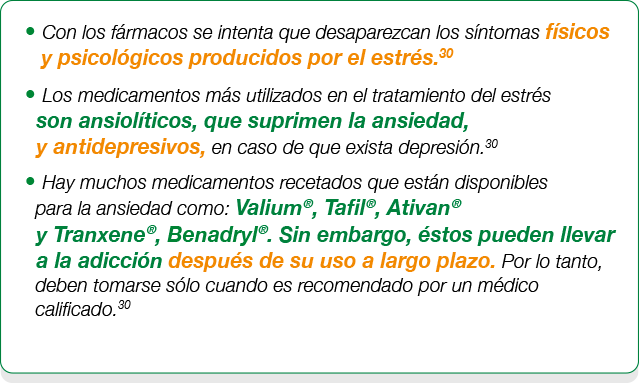 • Con los fármacos se intenta que desaparezcan los síntomas físicos
y psicológicos producidos por el estrés.30
• Los medicamentos más utilizados en el tratamiento del estrés
son ansiolíticos, que suprimen la ansiedad,
y antidepresivos, en caso de que exista depresión.30
• Hay muchos medicamentos recetados que están disponibles
para la ansiedad como: Valium®, Tafil®, Ativan®
y Tranxene®, Benadryl®. Sin embargo, éstos pueden llevar
a la adicción después de su uso a largo plazo. Por lo tanto,
deben tomarse sólo cuando es recomendado por un médico
calificado.30